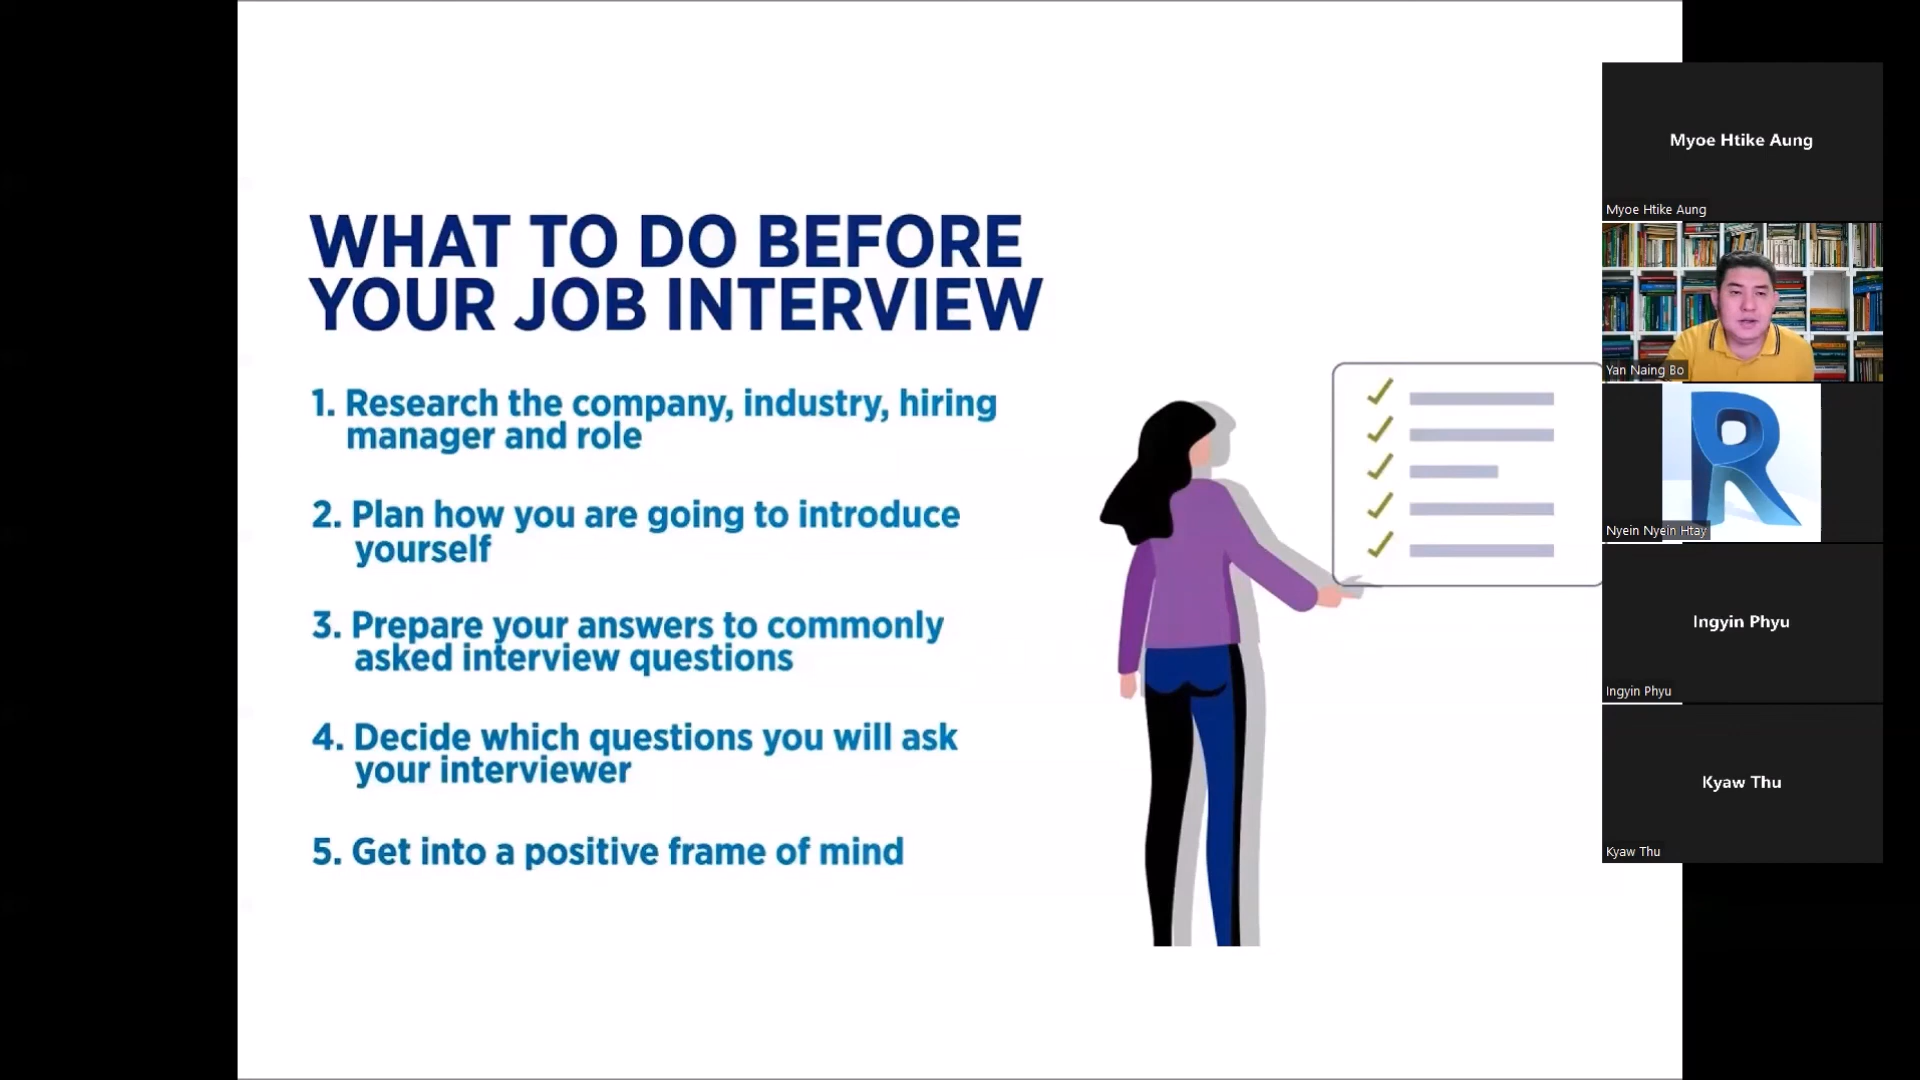 WHAT TO DO BEFORE
YOUR JOB INTERVIEW
1. Research the company, industry, hiring
manager and role
2. Plan how you are going to introduce
yourself
3. Prepare your answers to commonly
asked interview questions
4. Decide which questions you will ask
your interviewer
5. Get into a positive frame of mind
Myoe Htike Aung
Myoe Htike Aung
Yan Naing Bo
R
Nyein Nyein Htay
Ingyin Phyu
Ingyin Phyu
Kyaw Thu
Kyaw Thu